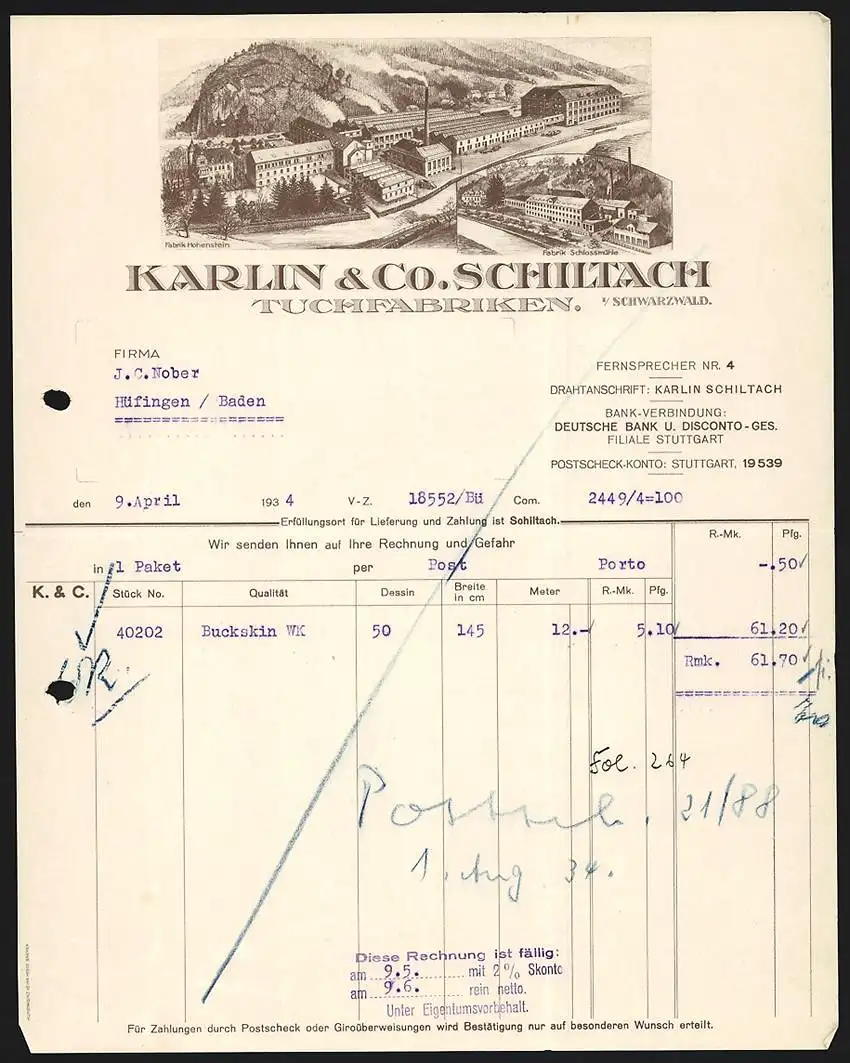 Fabrik Hohenstein
Fabrik Schlossmühle
KARLIN & CO. SCHILTACH
TUCHFABRIKEN. i/ SCHWARZWALD.
FIRMA
J.C.Nober
Hüfingen / Baden
FERNSPRECHER NR. 4
DRAHTANSCHRIFT: KARLIN SCHILTACH
BANK-VERBINDUNG:
DEUTSCHE BANK U. DISCONTO-GES.
FILIALE STUTTGART
POSTSCHECK-KONTO: STUTTGART, 19539
den 9.April 1934 V-Z. 18552/Bü Com. 2449/4=100
Erfüllungsort für Lieferung und Zahlung ist Schiltach.
Wir senden Ihnen auf Ihre Rechnung und Gefahr R.-Mk. Pfg.
in 1 Paket per Post Porto -.50
K. & C. Stück No. Qualität Dessin Breite in cm Meter R.-Mk. Pfg.
40202 Buckskin WK 50 145 12.- 5.10 61.20
Rmk. 61.70
Fol. 264
Postsch. 21/88
1. Aug 34.
Diese Rechnung ist fällig:
am 9.5. mit 2% Skonto
am 9.6. rein netto.
Unter Eigentumsvorbehalt.
Für Zahlungen durch Postscheck oder Giroüberweisungen wird Bestätigung nur auf besonderen Wunsch erteilt.